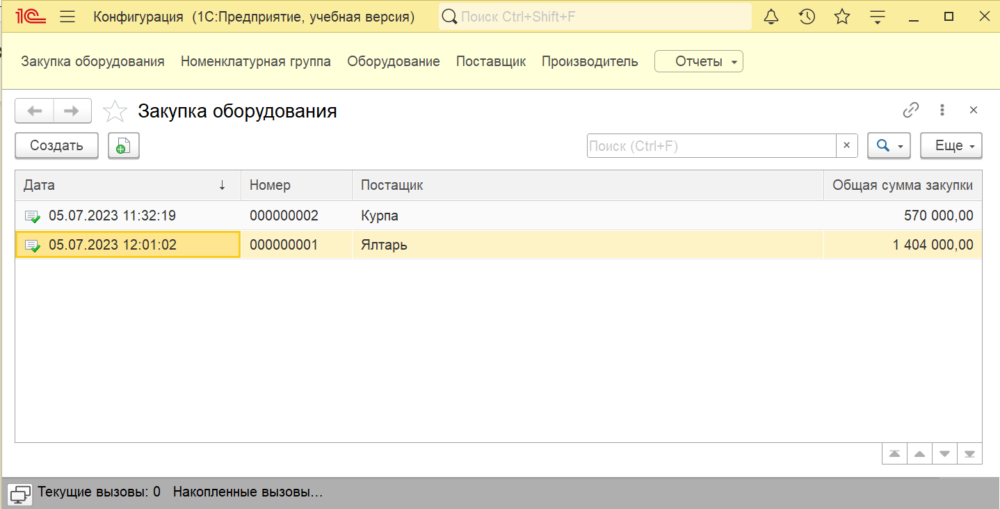 1С Конфигурация (1С:Предприятие, учебная версия) Поиск Ctrl+Shift+F
Закупка оборудования Номенклатурная группа Оборудование Поставщик Производитель Отчеты
Закупка оборудования
Создать Поиск (Ctrl+F) × Еще
Дата ↓ Номер Постащик Общая сумма закупки
05.07.2023 11:32:19 000000002 Курпа 570 000,00
05.07.2023 12:01:02 000000001 Ялтарь 1 404 000,00
Текущие вызовы: 0 Накопленные вызовы...